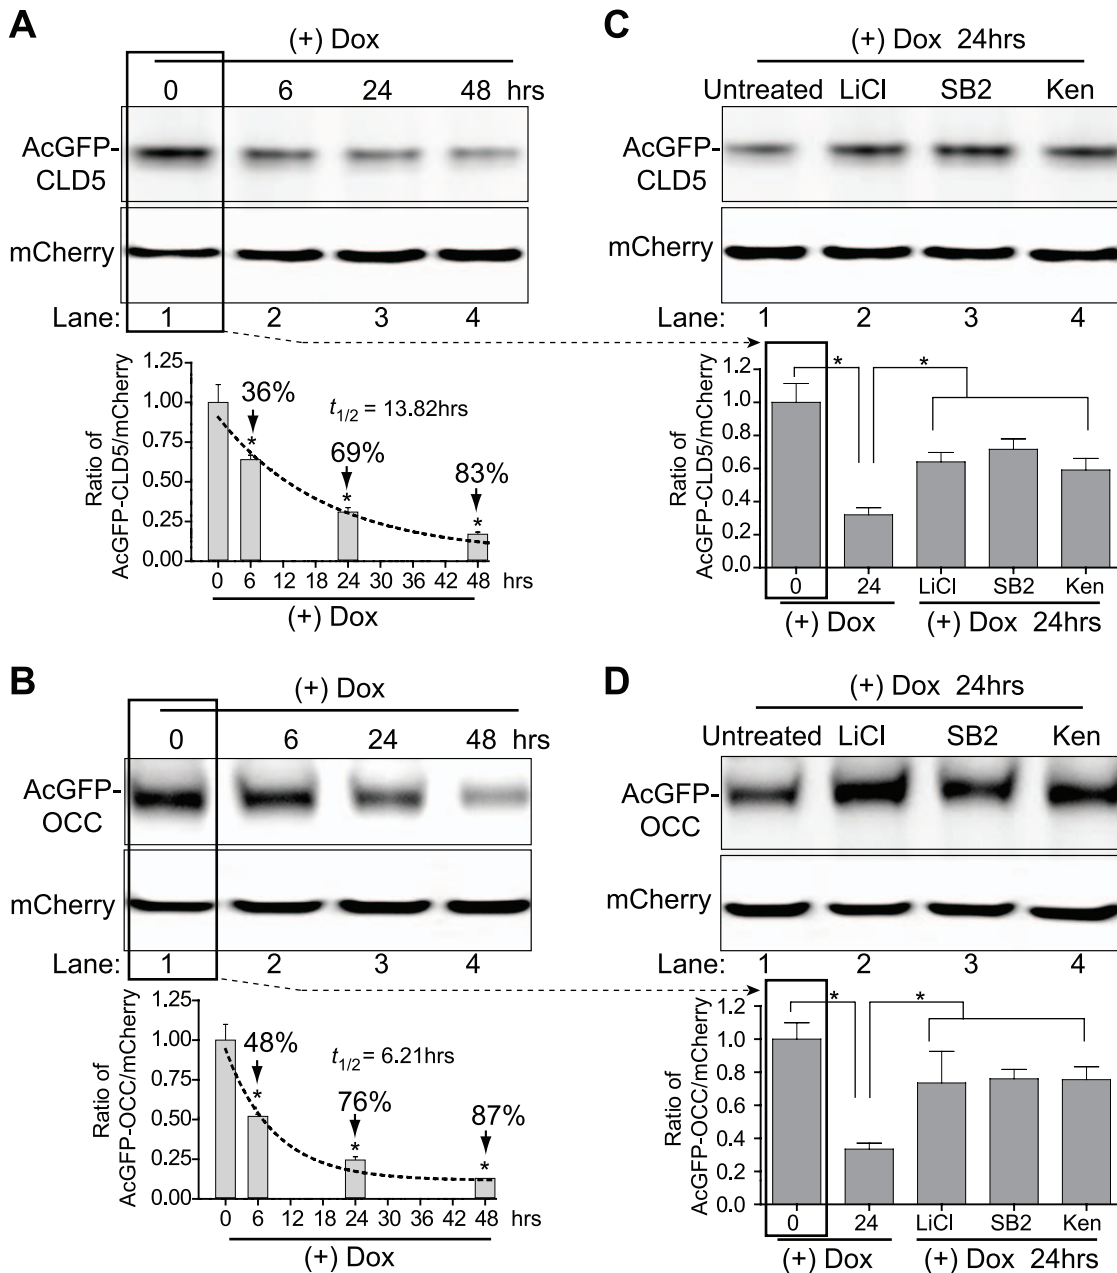 A
(+) Dox
0 6 24 48 hrs
AcGFP-
CLD5
mCherry
Lane: 1 2 3 4
Ratio of
AcGFP-CLD5/mCherry
1.25
1.00
0.75
0.50
0.25
0.00
36%
*
t1/2 = 13.82hrs
69%
*
83%
*
0 6 12 18 24 30 36 42 48 hrs
(+) Dox
C
(+) Dox 24hrs
Untreated LiCl SB2 Ken
AcGFP-
CLD5
mCherry
1 2 3 4
Ratio of
AcGFP-CLD5/mCherry
1.2
1.0
0.8
0.6
0.4
0.2
0.0
* *
0 24 LiCl SB2 Ken
(+) Dox (+) Dox 24hrs
B
(+) Dox
0 6 24 48 hrs
AcGFP-
OCC
mCherry
Lane: 1 2 3 4
Ratio of
AcGFP-OCC/mCherry
1.25
1.00
0.75
0.50
0.25
0.00
48%
*
t1/2 = 6.21hrs
76%
*
87%
*
0 6 12 18 24 30 36 42 48 hrs
(+) Dox
D
(+) Dox 24hrs
Untreated LiCl SB2 Ken
AcGFP-
OCC
mCherry
1 2 3 4
Ratio of
AcGFP-OCC/mCherry
1.2
1.0
0.8
0.6
0.4
0.2
0.0
* *
0 24 LiCl SB2 Ken
(+) Dox (+) Dox 24hrs